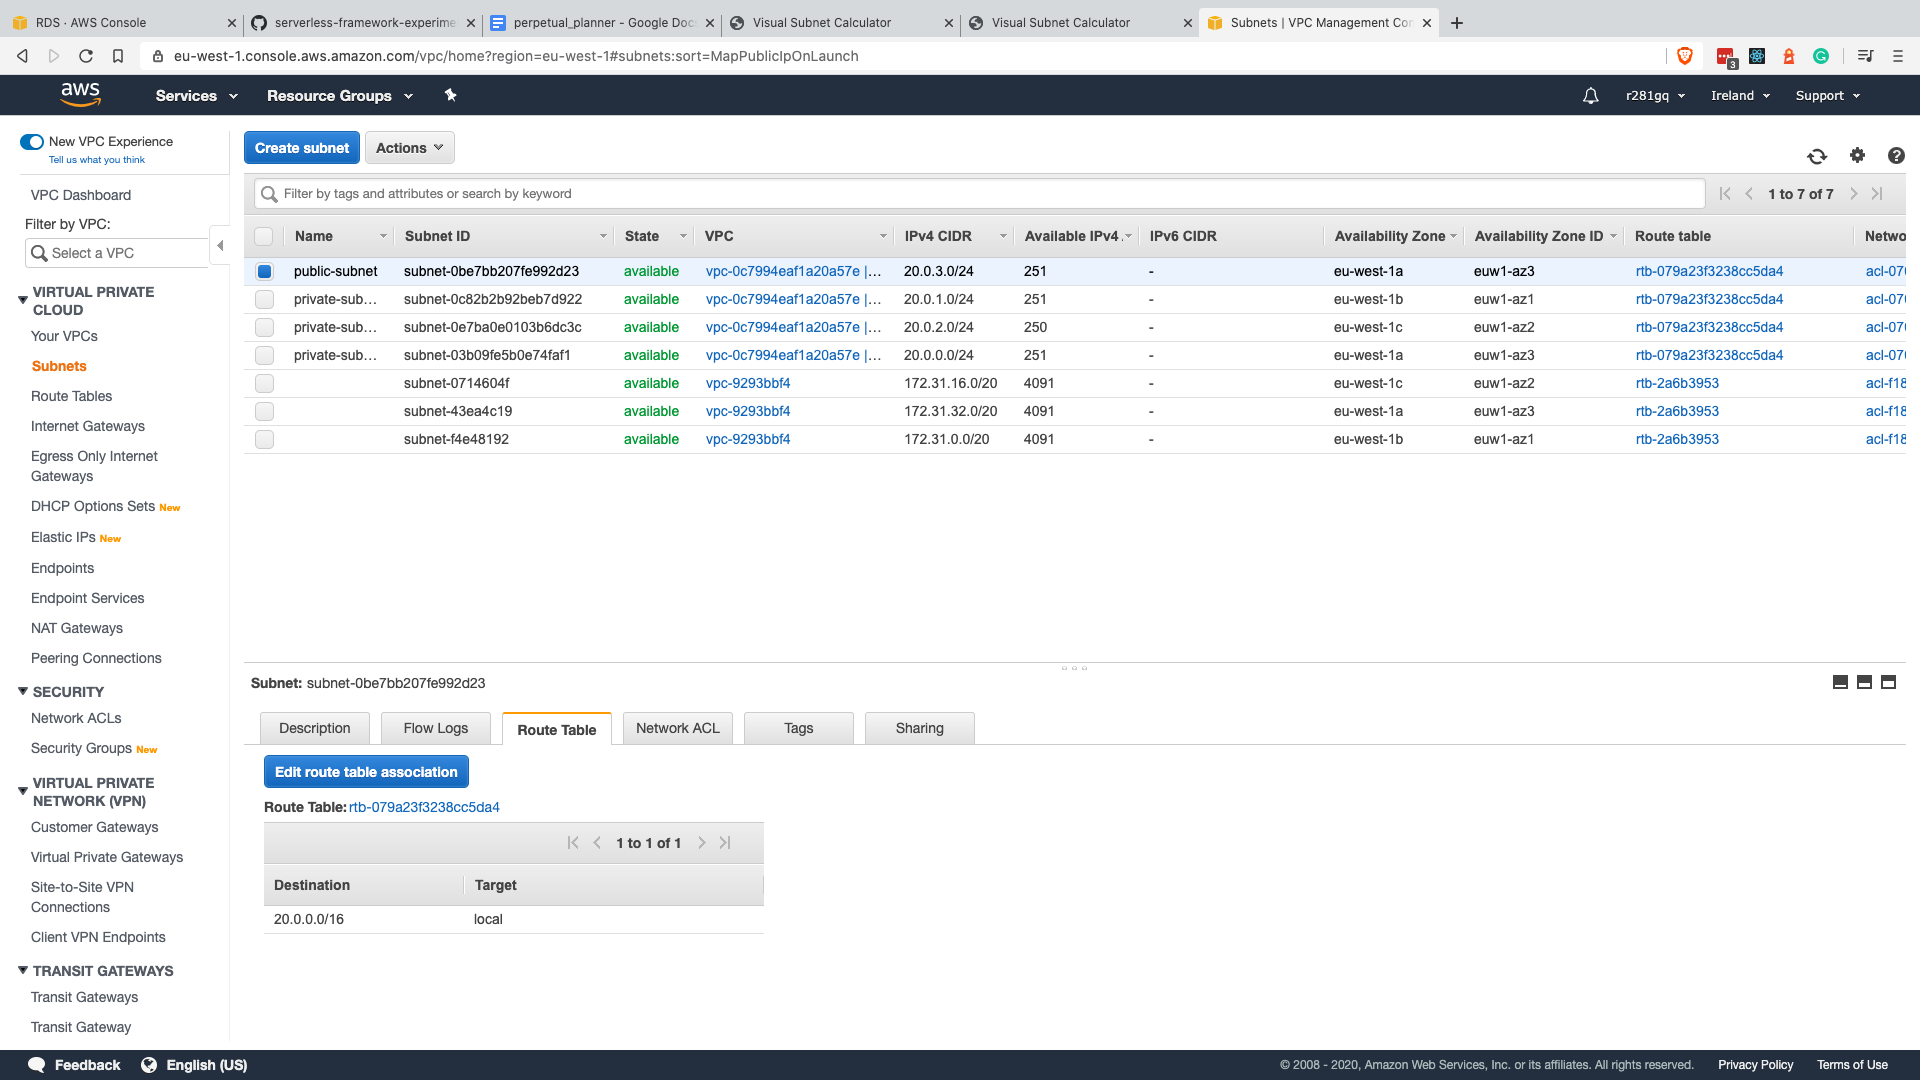 RDS · AWS Console
serverless-framework-experime
perpetual_planner - Google Doc
Visual Subnet Calculator
Visual Subnet Calculator
Subnets | VPC Management Con
eu-west-1.console.aws.amazon.com/vpc/home?region=eu-west-1#subnets:sort=MapPublicIpOnLaunch
3
aws
Services
Resource Groups
r281gq
Ireland
Support
New VPC Experience
Tell us what you think
VPC Dashboard
Filter by VPC:
Select a VPC
VIRTUAL PRIVATE
CLOUD
Your VPCs
Subnets
Route Tables
Internet Gateways
Egress Only Internet
Gateways
DHCP Options Sets New
Elastic IPs New
Endpoints
Endpoint Services
NAT Gateways
Peering Connections
SECURITY
Network ACLs
Security Groups New
VIRTUAL PRIVATE
NETWORK (VPN)
Customer Gateways
Virtual Private Gateways
Site-to-Site VPN
Connections
Client VPN Endpoints
TRANSIT GATEWAYS
Transit Gateways
Transit Gateway
Create subnet
Actions
Filter by tags and attributes or search by keyword
1 to 7 of 7
Name Subnet ID State VPC IPv4 CIDR Available IPv4 . IPv6 CIDR Availability Zone Availability Zone ID Route table Netwo
public-subnet subnet-0be7bb207fe992d23 available vpc-0c7994eaf1a20a57e |... 20.0.3.0/24 251 - eu-west-1a euw1-az3 rtb-079a23f3238cc5da4 acl-070
private-sub... subnet-0c82b2b92beb7d922 available vpc-0c7994eaf1a20a57e |... 20.0.1.0/24 251 - eu-west-1b euw1-az1 rtb-079a23f3238cc5da4 acl-070
private-sub... subnet-0e7ba0e0103b6dc3c available vpc-0c7994eaf1a20a57e |... 20.0.2.0/24 250 - eu-west-1c euw1-az2 rtb-079a23f3238cc5da4 acl-070
private-sub... subnet-03b09fe5b0e74faf1 available vpc-0c7994eaf1a20a57e |... 20.0.0.0/24 251 - eu-west-1a euw1-az3 rtb-079a23f3238cc5da4 acl-070
subnet-0714604f available vpc-9293bbf4 172.31.16.0/20 4091 - eu-west-1c euw1-az2 rtb-2a6b3953 acl-f18
subnet-43ea4c19 available vpc-9293bbf4 172.31.32.0/20 4091 - eu-west-1a euw1-az3 rtb-2a6b3953 acl-f18
subnet-f4e48192 available vpc-9293bbf4 172.31.0.0/20 4091 - eu-west-1b euw1-az1 rtb-2a6b3953 acl-f18
Subnet: subnet-0be7bb207fe992d23
Description
Flow Logs
Route Table
Network ACL
Tags
Sharing
Edit route table association
Route Table: rtb-079a23f3238cc5da4
1 to 1 of 1
Destination Target
20.0.0.0/16 local
Feedback
English (US)
© 2008 - 2020, Amazon Web Services, Inc. or its affiliates. All rights reserved.
Privacy Policy
Terms of Use